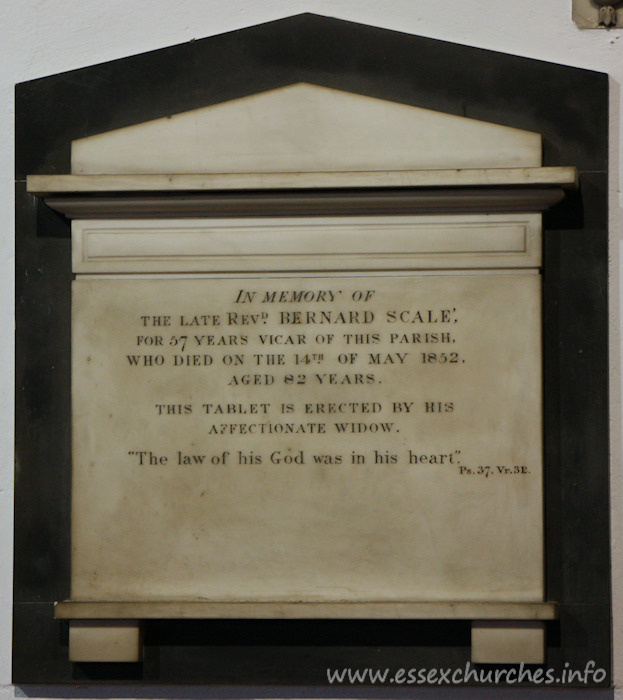 IN MEMORY OF
THE LATE REVD. BERNARD SCALE',
FOR 57 YEARS VICAR OF THIS PARISH,
WHO DIED ON THE 14TH OF MAY 1852,
AGED 82 YEARS.
THIS TABLET IS ERECTED BY HIS
AFFECTIONATE WIDOW.
"The law of his God was in his heart".
Ps. 37. Vr. 31.
www.essexchurches.info